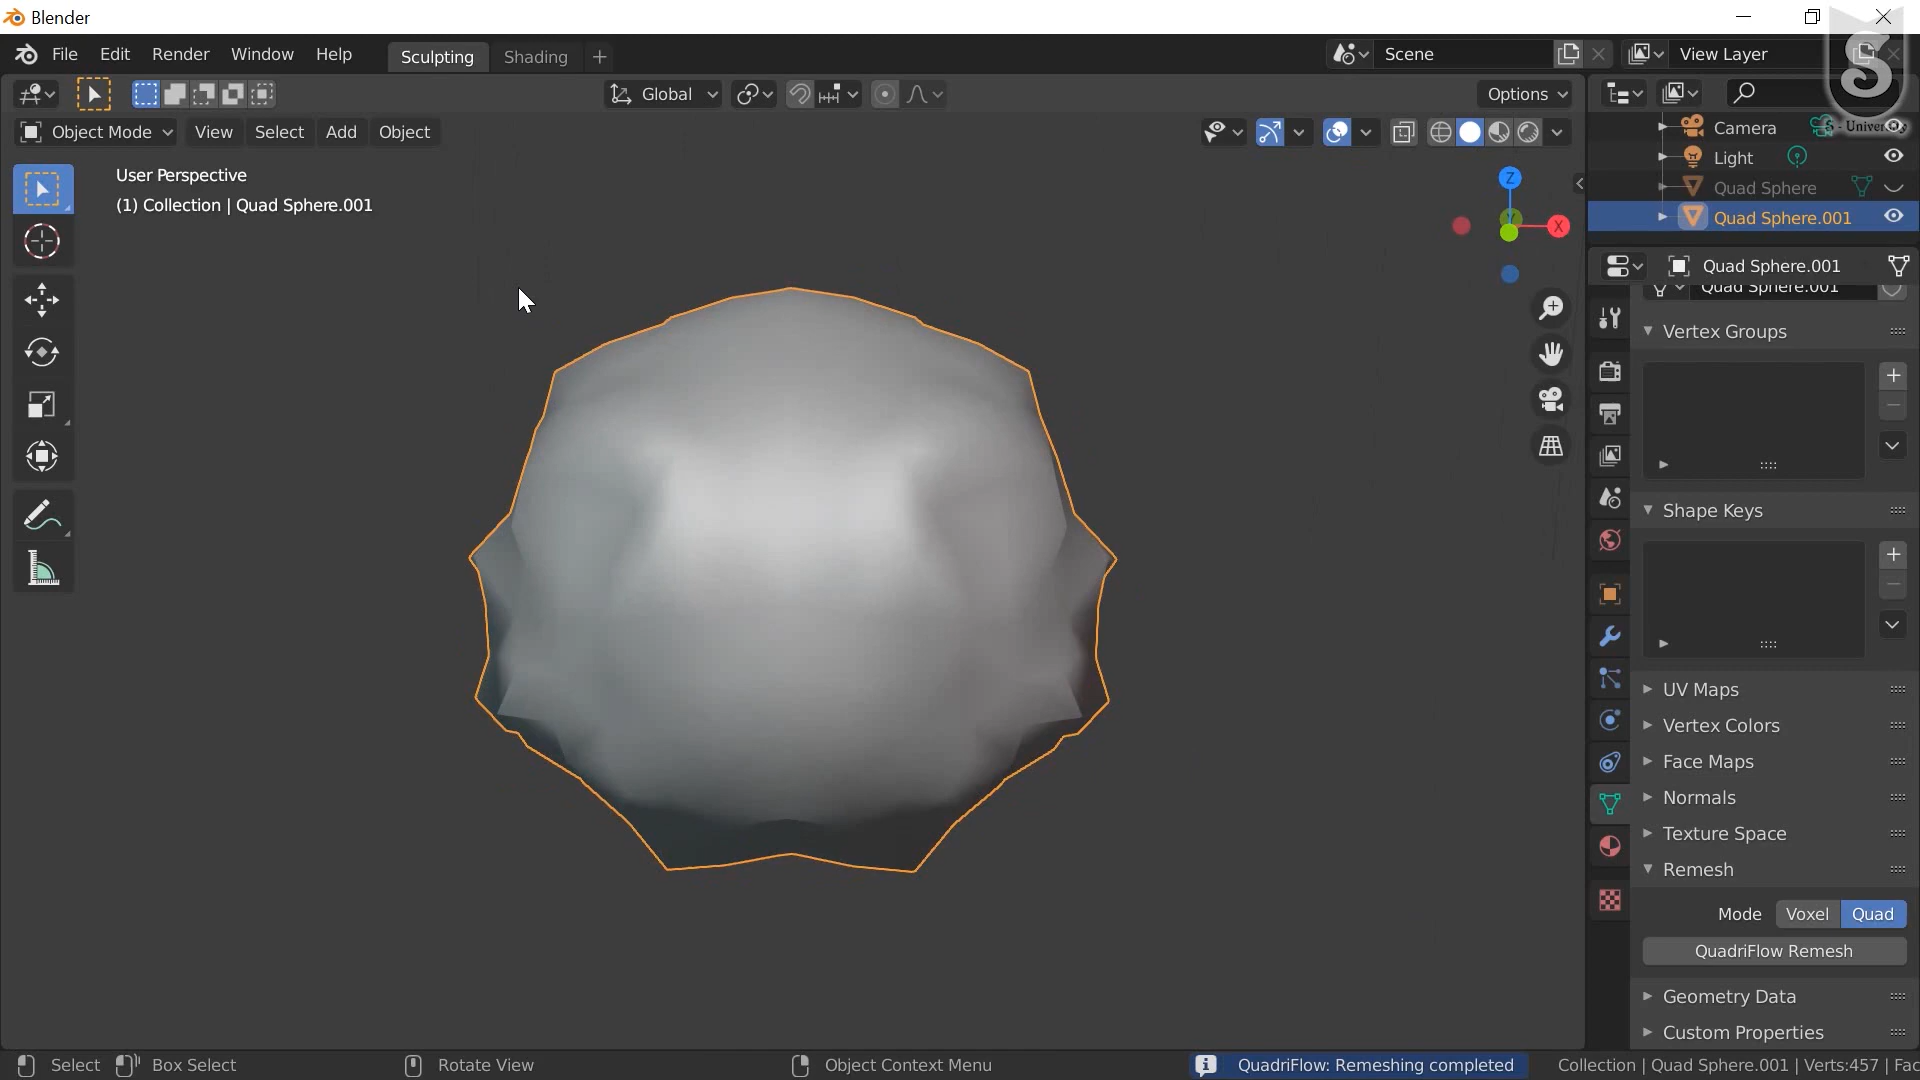 Blender
File Edit Render Window Help Sculpting Shading + Scene View Layer
Global Options
Object Mode View Select Add Object
User Perspective
(1) Collection | Quad Sphere.001
Z
Y
X
S
S - University
Camera
Light
Quad Sphere
Quad Sphere.001
Quad Sphere.001
Quad Sphere.001
Vertex Groups
Shape Keys
UV Maps
Vertex Colors
Face Maps
Normals
Texture Space
Remesh
Mode Voxel Quad
QuadriFlow Remesh
Geometry Data
Custom Properties
Select Box Select Rotate View Object Context Menu QuadriFlow: Remeshing completed Collection | Quad Sphere.001 | Verts:457 | Fac